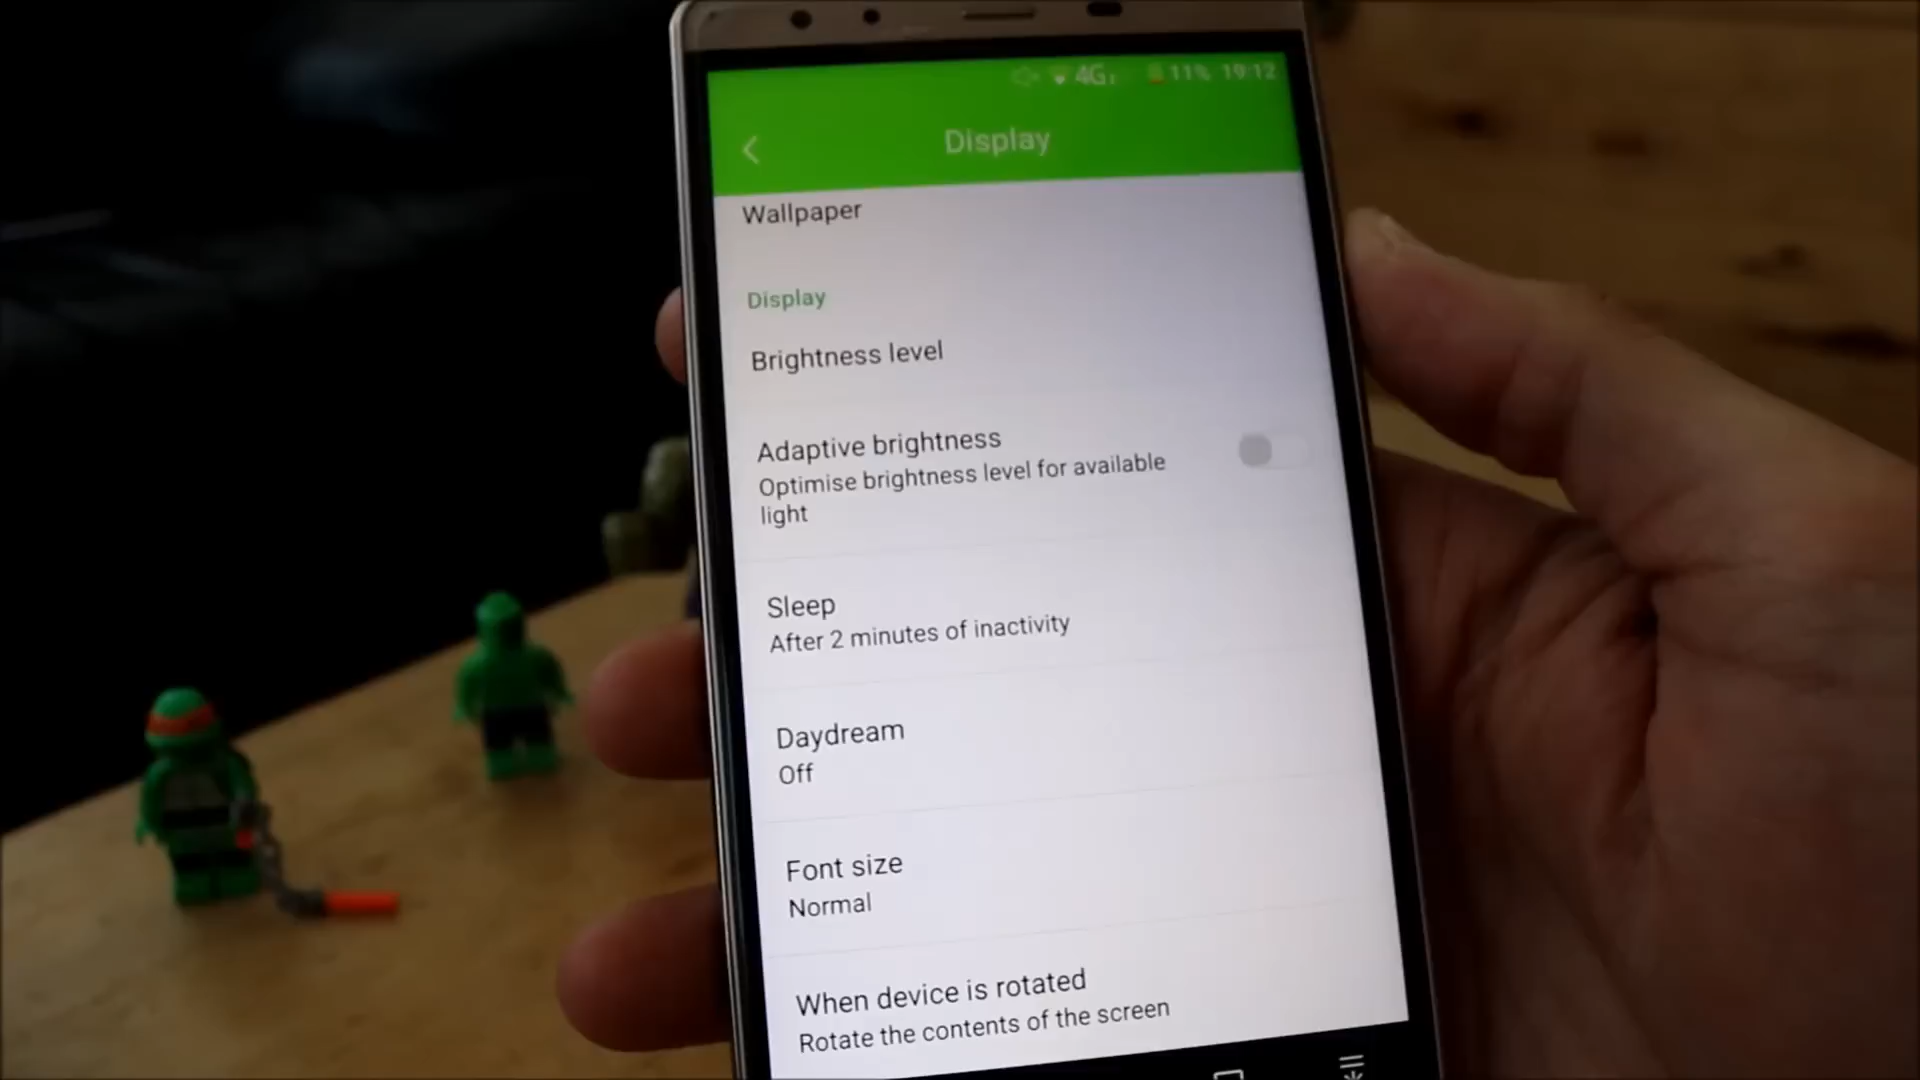 4G 11% 19:12
Display
Wallpaper
Display
Brightness level
Adaptive brightness
Optimise brightness level for available
light
Sleep
After 2 minutes of inactivity
Daydream
Off
Font size
Normal
When device is rotated
Rotate the contents of the screen